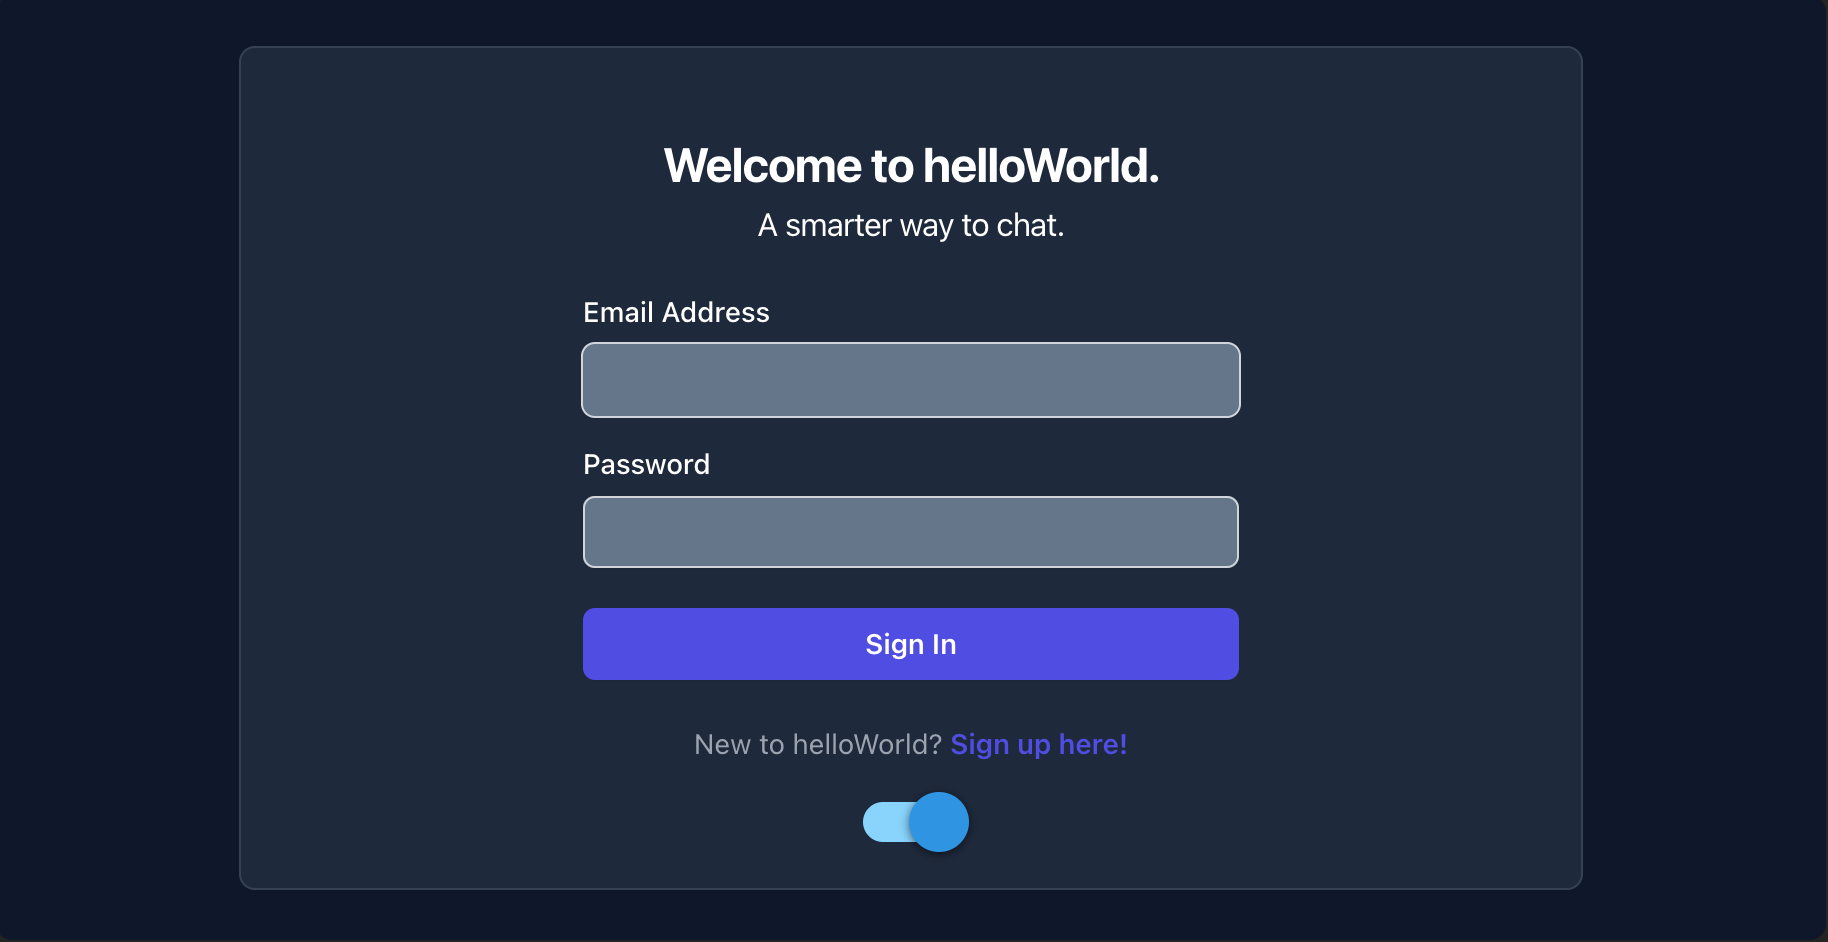 Welcome to helloWorld.
A smarter way to chat.
Email Address
Password
Sign In
New to helloWorld? Sign up here!